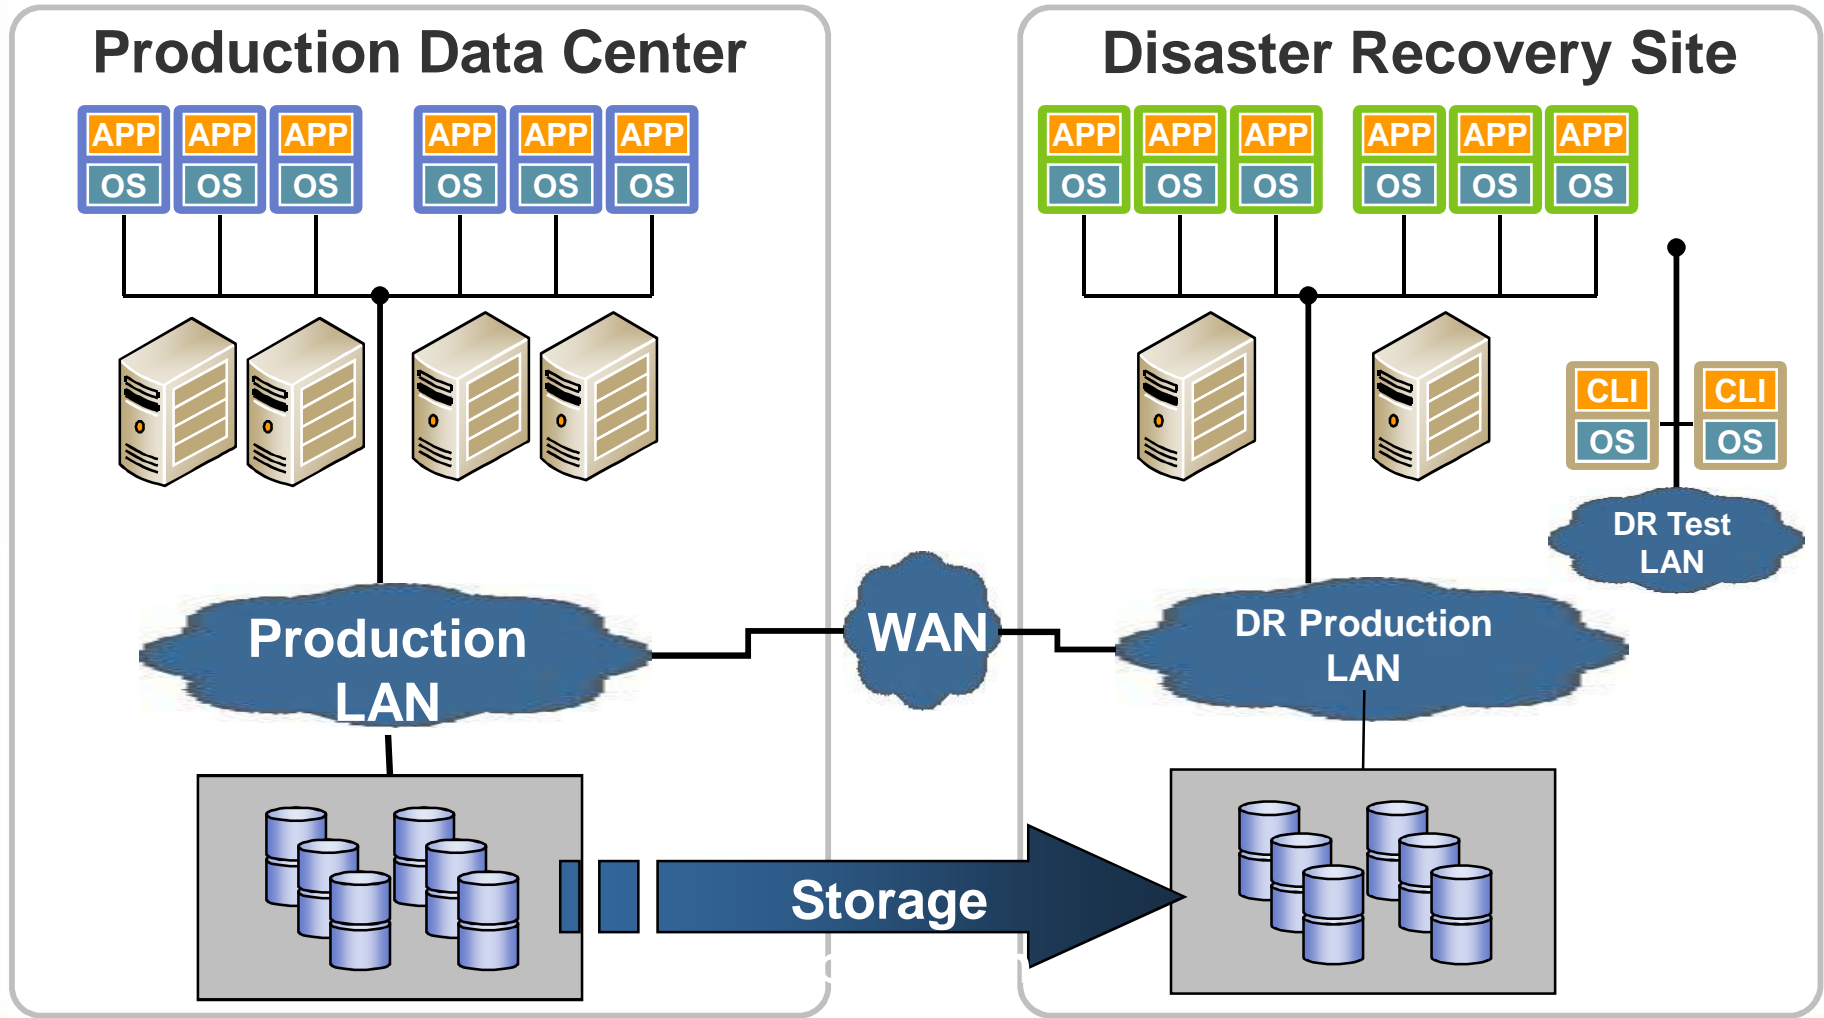 Production Data Center
Disaster Recovery Site
APP APP APP APP APP APP
OS OS OS OS OS OS
APP APP APP APP APP APP
OS OS OS OS OS OS
CLI CLI
OS OS
DR Test
LAN
Production
LAN
WAN
DR Production
LAN
Storage